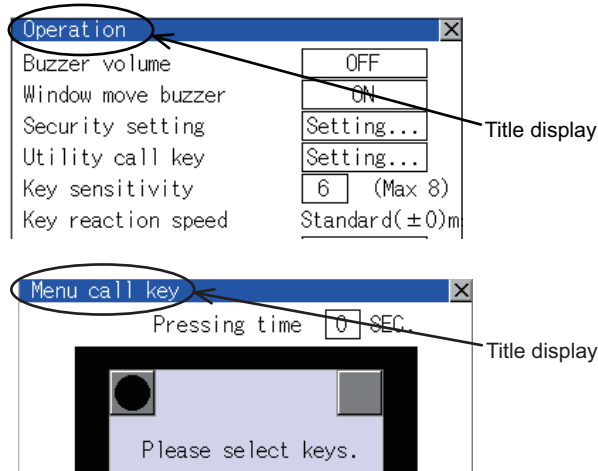 Operation
Buzzer volume OFF
Window move buzzer ON
Security setting Setting...
Title display
Utility call key Setting...
Key sensitivity 6 (Max 8)
Key reaction speed Standard(±0)m
Menu call key
Pressing time 0 SEC.
Title display
Please select keys.